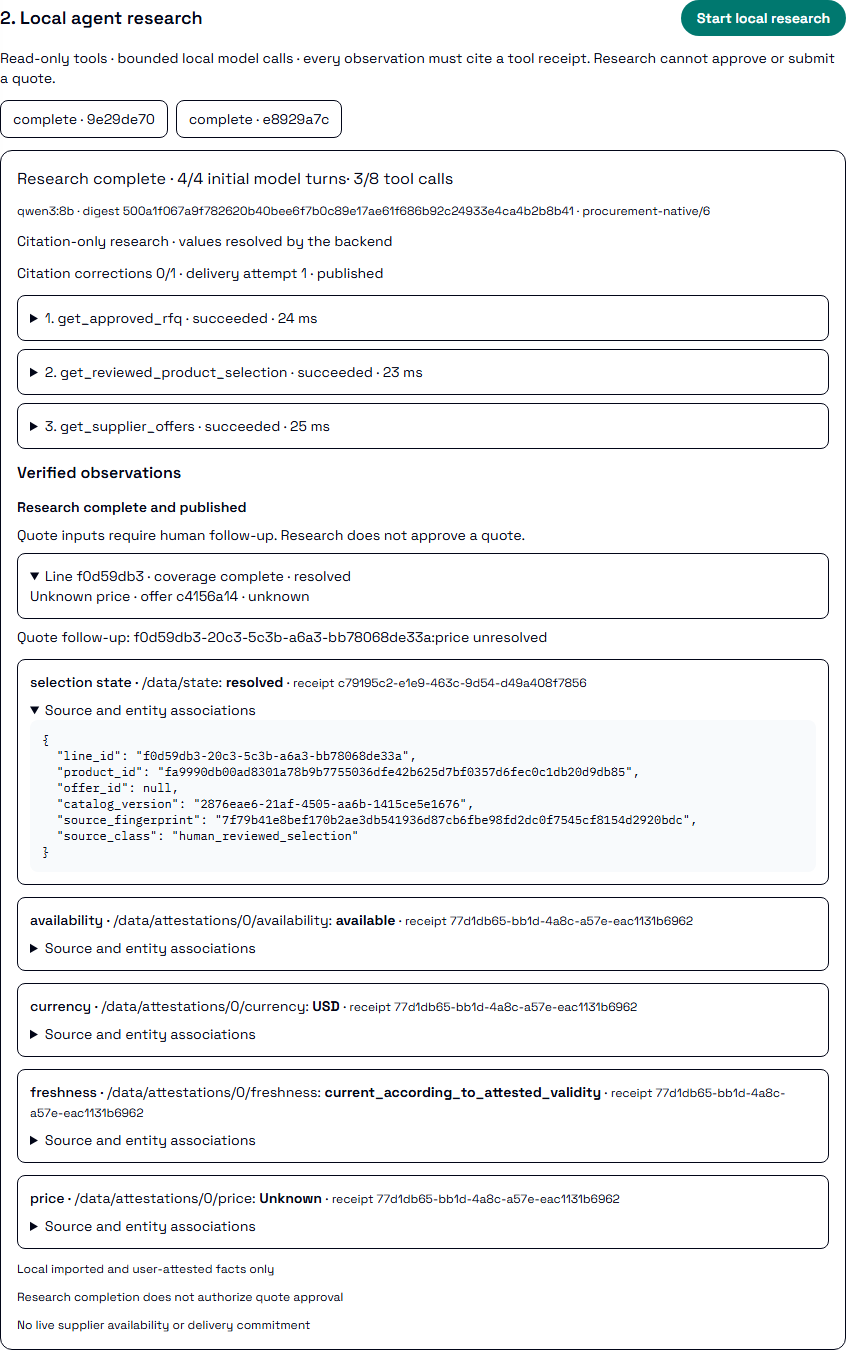 2. Local agent research
Start local research
Read-only tools · bounded local model calls · every observation must cite a tool receipt. Research cannot approve or submit
a quote.
complete · 9e29de70
complete · e8929a7c
Research complete · 4/4 initial model turns· 3/8 tool calls
qwen3:8b · digest 500a1f067a9f782620b40bee6f7b0c89e17ae61f686b92c24933e4ca4b2b8b41 · procurement-native/6
Citation-only research · values resolved by the backend
Citation corrections 0/1 · delivery attempt 1 · published
▶ 1. get_approved_rfq · succeeded · 24 ms
▶ 2. get_reviewed_product_selection · succeeded · 23 ms
▶ 3. get_supplier_offers · succeeded · 25 ms
Verified observations
Research complete and published
Quote inputs require human follow-up. Research does not approve a quote.
▼ Line f0d59db3 · coverage complete · resolved
Unknown price · offer c4156a14 · unknown
Quote follow-up: f0d59db3-20c3-5c3b-a6a3-bb78068de33a:price unresolved
selection state · /data/state: resolved · receipt c79195c2-e1e9-463c-9d54-d49a408f7856
▼ Source and entity associations
{
  "line_id": "f0d59db3-20c3-5c3b-a6a3-bb78068de33a",
  "product_id": "fa9990db00ad8301a78b9b7755036dfe42b625d7bf0357d6fec0c1db20d9db85",
  "offer_id": null,
  "catalog_version": "2876eae6-21af-4505-aa6b-1415ce5e1676",
  "source_fingerprint": "7f79b41e8bef170b2ae3db541936d87cb6fbe98fd2dc0f7545cf8154d2920bdc",
  "source_class": "human_reviewed_selection"
}
availability · /data/attestations/0/availability: available · receipt 77d1db65-bb1d-4a8c-a57e-eac1131b6962
▶ Source and entity associations
currency · /data/attestations/0/currency: USD · receipt 77d1db65-bb1d-4a8c-a57e-eac1131b6962
▶ Source and entity associations
freshness · /data/attestations/0/freshness: current_according_to_attested_validity · receipt 77d1db65-bb1d-4a8c-
a57e-eac1131b6962
▶ Source and entity associations
price · /data/attestations/0/price: Unknown · receipt 77d1db65-bb1d-4a8c-a57e-eac1131b6962
▶ Source and entity associations
Local imported and user-attested facts only
Research completion does not authorize quote approval
No live supplier availability or delivery commitment